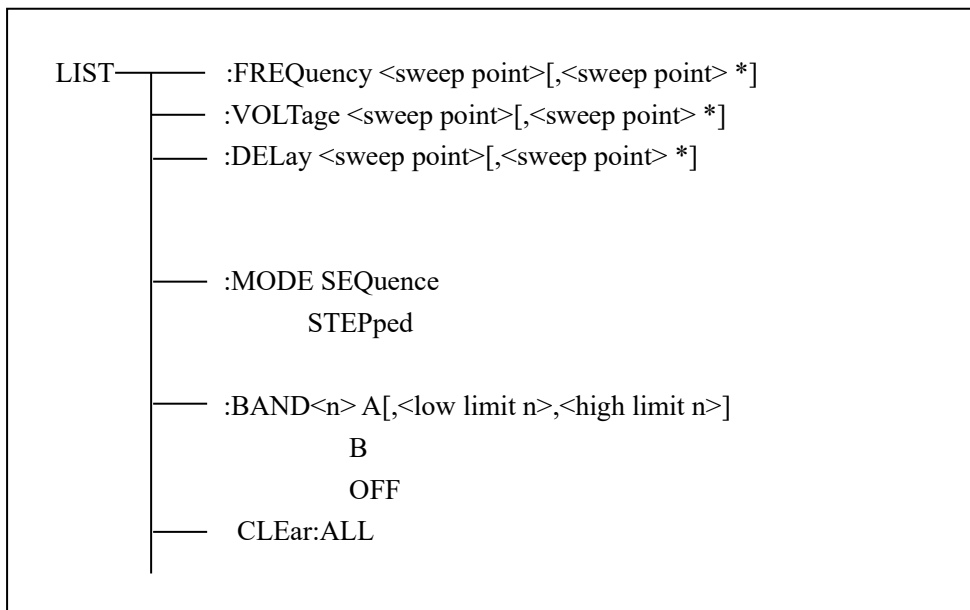 LIST :FREQuency <sweep point>[,<sweep point> *]
:VOLTage <sweep point>[,<sweep point> *]
:DELay <sweep point>[,<sweep point> *]
:MODE SEQuence
STEPped
:BAND<n> A[,<low limit n>,<high limit n>]
B
OFF
CLEar:ALL